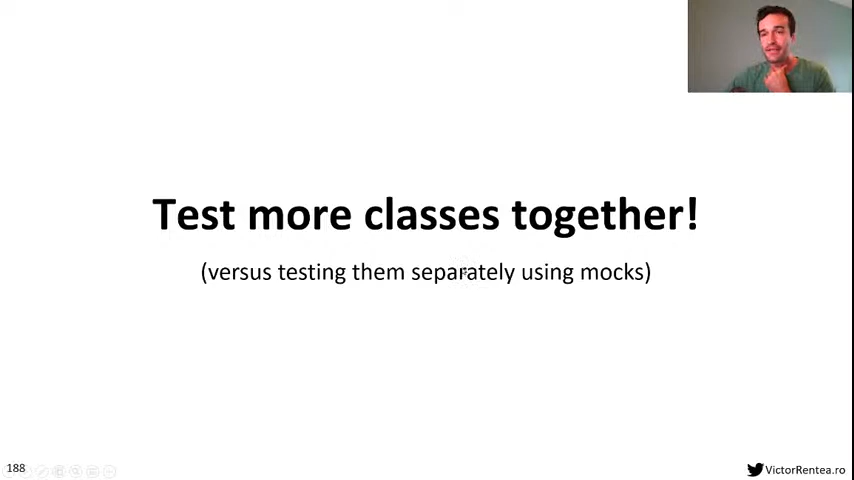 Test more classes together!
(versus testing them separately using mocks)
188
VictorRentea.ro